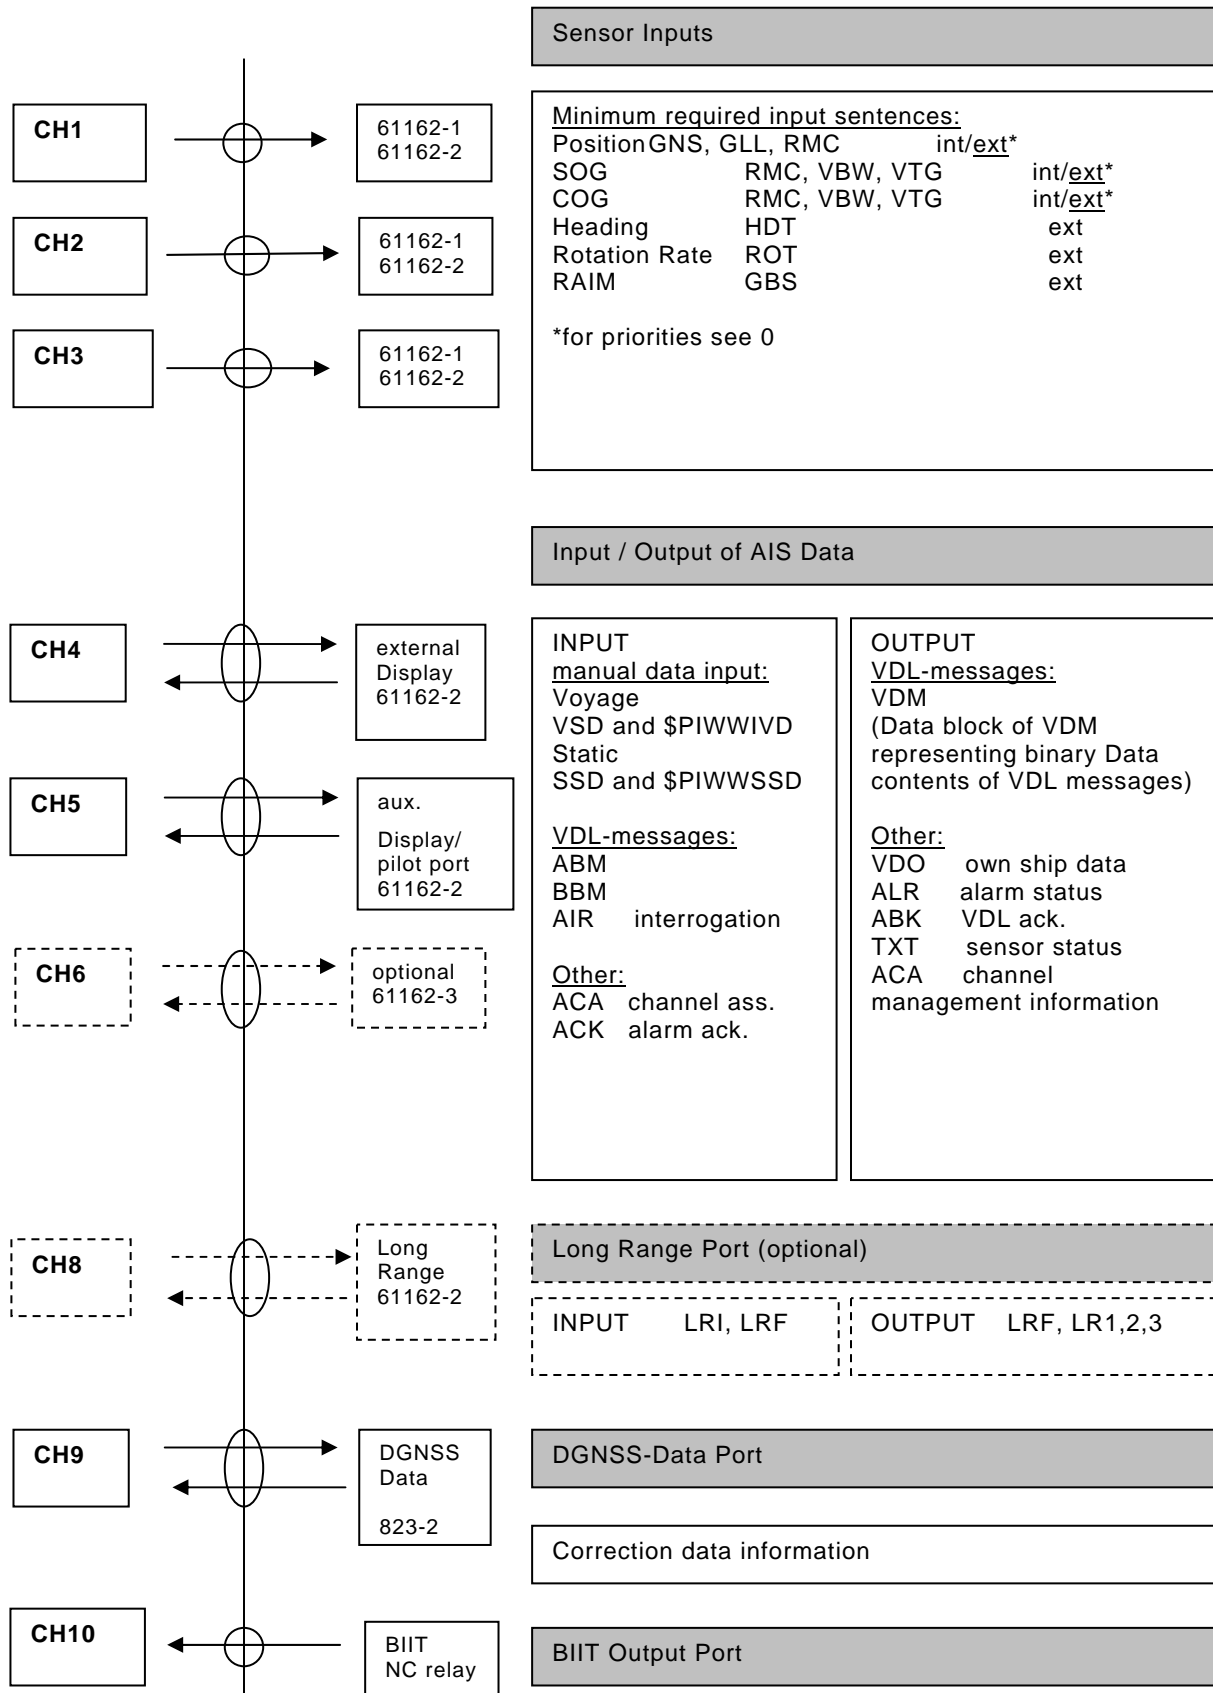 Sensor Inputs
CH1
61162-1
61162-2
Minimum required input sentences:
Position GNS, GLL, RMC int/ext*
SOG RMC, VBW, VTG int/ext*
COG RMC, VBW, VTG int/ext*
Heading HDT ext
Rotation Rate ROT ext
RAIM GBS ext
*for priorities see 0
CH2
61162-1
61162-2
CH3
61162-1
61162-2
Input / Output of AIS Data
CH4
external
Display
61162-2
CH5
aux.
Display/
pilot port
61162-2
CH6
optional
61162-3
INPUT
manual data input:
Voyage
VSD and $PIWWIVD
Static
SSD and $PIWWSSD
VDL-messages:
ABM
BBM
AIR interrogation
Other:
ACA channel ass.
ACK alarm ack.
OUTPUT
VDL-messages:
VDM
(Data block of VDM
representing binary Data
contents of VDL messages)
Other:
VDO own ship data
ALR alarm status
ABK VDL ack.
TXT sensor status
ACA channel
management information
CH8
Long
Range
61162-2
Long Range Port (optional)
INPUT LRI, LRF
OUTPUT LRF, LR1,2,3
CH9
DGNSS
Data
823-2
DGNSS-Data Port
Correction data information
CH10
BIIT
NC relay
BIIT Output Port